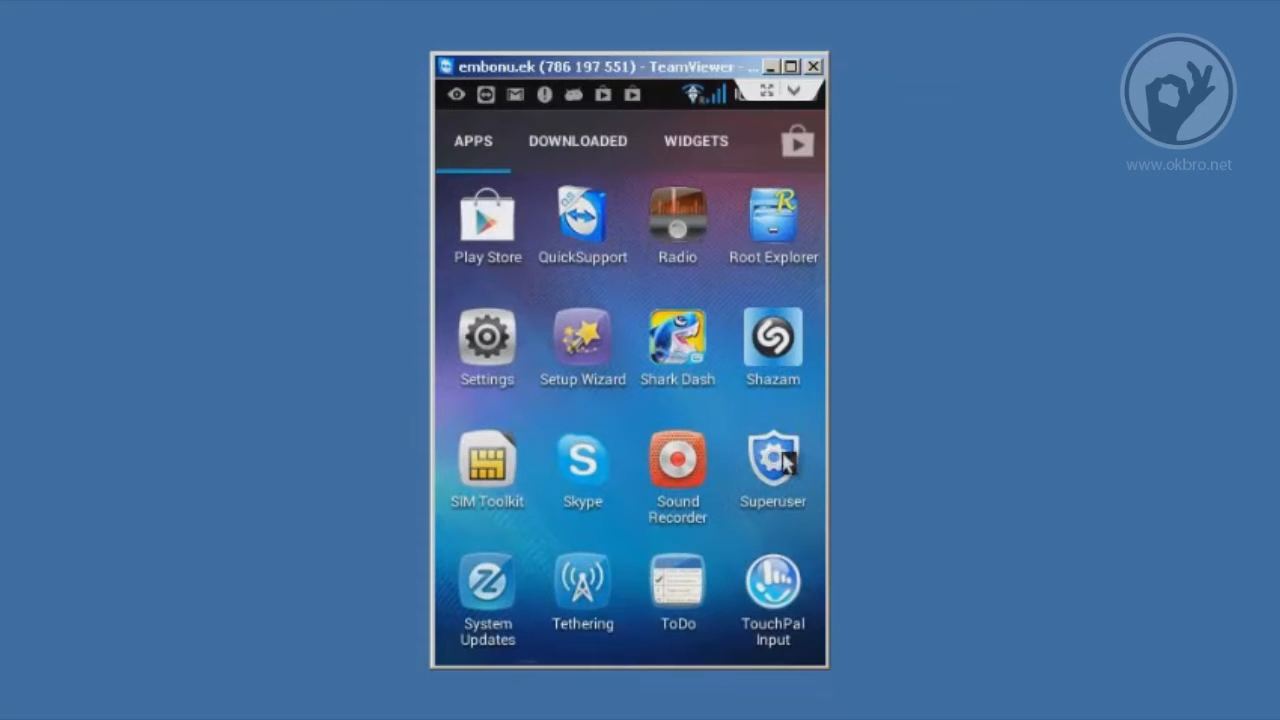 embonu.ek (786 197 551) - TeamViewer - ...
www.okbro.net
APPS DOWNLOADED WIDGETS
Play Store QuickSupport Radio Root Explorer
Settings Setup Wizard Shark Dash Shazam
SIM Toolkit Skype Sound Recorder Superuser
System Updates Tethering ToDo TouchPal Input